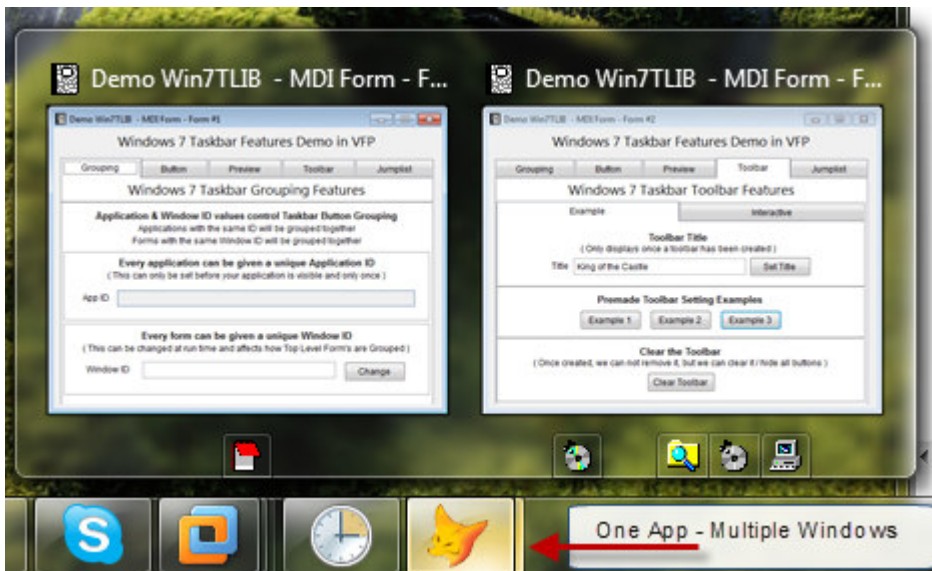 Demo Win7TLIB - MDI Form - F...
Demo Win7TLIB - MDI Form - F...
Demo Win7TLIB - MDI Form - Form #1
Windows 7 Taskbar Features Demo in VFP
Grouping Button Preview Toolbar Jumplist
Windows 7 Taskbar Grouping Features
Application & Window ID values control Taskbar Button Grouping
Applications with the same ID will be grouped together
Forms with the same Window ID will be grouped together
Every application can be given a unique Application ID
( This can only be set before your application is visible and only once )
App ID
Every form can be given a unique Window ID
( This can be changed at run time and affects how Top Level Form's are Grouped )
Window ID Change
Demo Win7TLIB - MDI Form - Form #2
Windows 7 Taskbar Features Demo in VFP
Grouping Button Preview Toolbar Jumplist
Windows 7 Taskbar Toolbar Features
Example Interactive
Toolbar Title
( Only displays once a toolbar has been created )
Title King of the Castle Set Title
Premade Toolbar Setting Examples
Example 1 Example 2 Example 3
Clear the Toolbar
( Once created, we can not remove it, but we can clear it / hide all buttons )
Clear Toolbar
One App - Multiple Windows